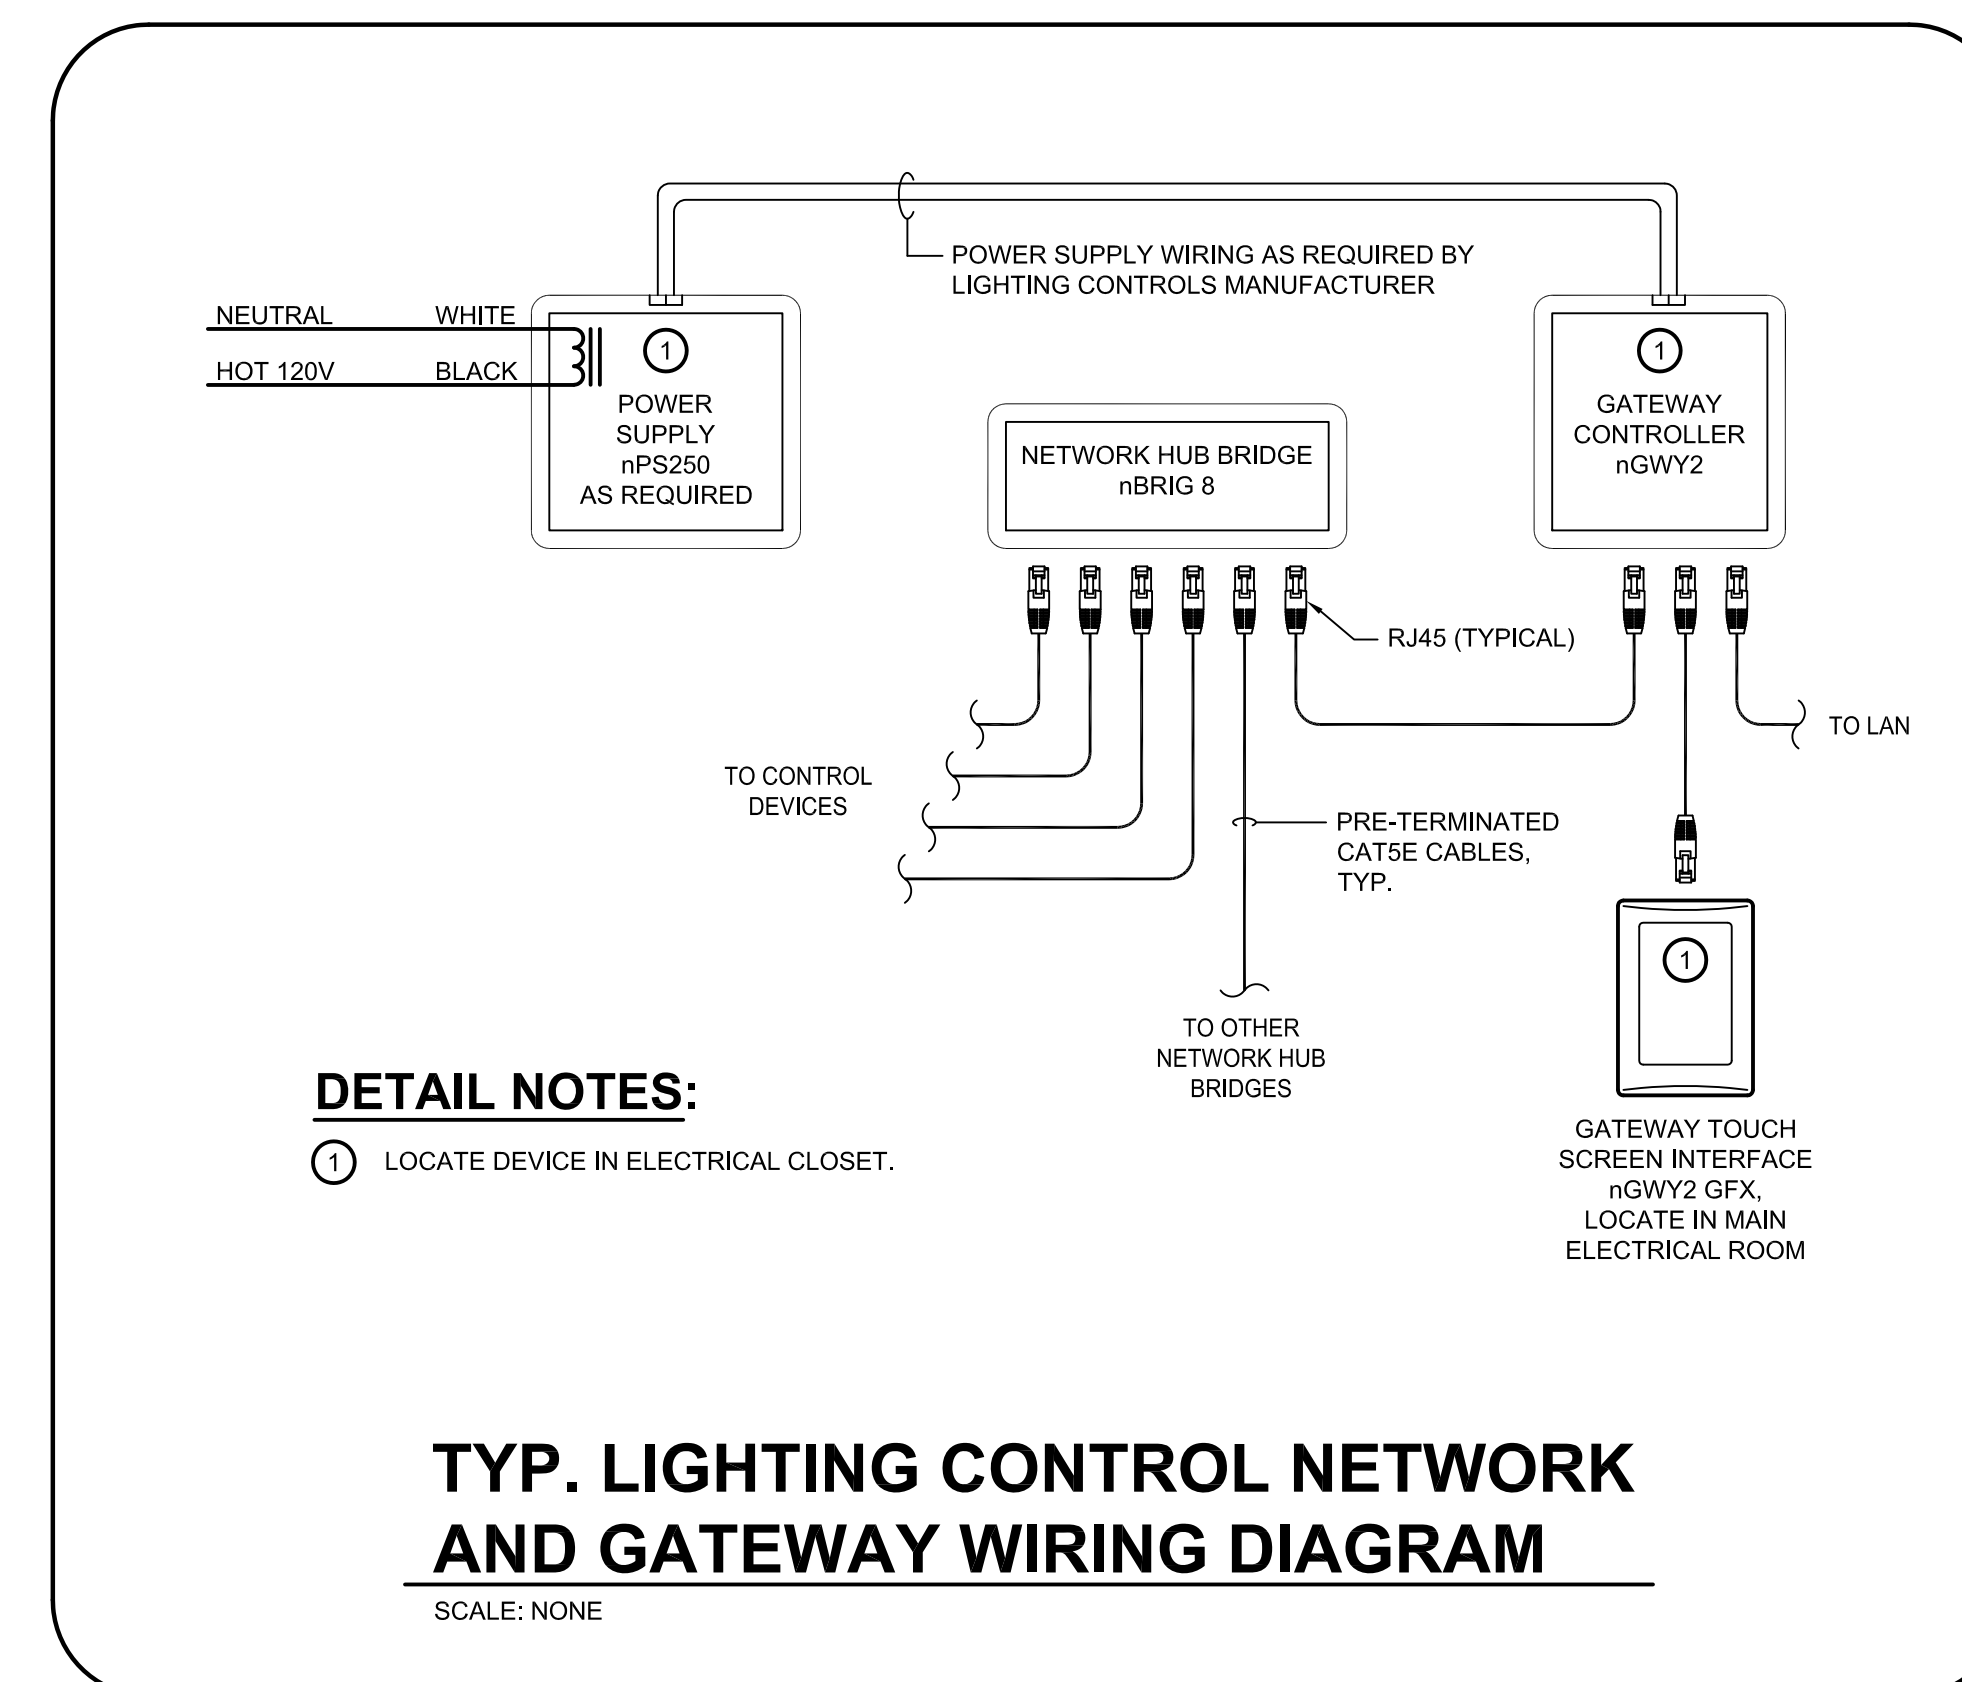 POWER SUPPLY WIRING AS REQUIRED BY
LIGHTING CONTROLS MANUFACTURER
NEUTRAL WHITE
HOT 120V BLACK
1
POWER
SUPPLY
nPS250
AS REQUIRED
NETWORK HUB BRIDGE
nBRIG 8
1
GATEWAY
CONTROLLER
nGWY2
RJ45 (TYPICAL)
TO LAN
TO CONTROL
DEVICES
PRE-TERMINATED
CAT5E CABLES,
TYP.
1
TO OTHER
NETWORK HUB
BRIDGES
GATEWAY TOUCH
SCREEN INTERFACE
nGWY2 GFX,
LOCATE IN MAIN
ELECTRICAL ROOM
DETAIL NOTES:
1 LOCATE DEVICE IN ELECTRICAL CLOSET.
TYP. LIGHTING CONTROL NETWORK
AND GATEWAY WIRING DIAGRAM
SCALE: NONE